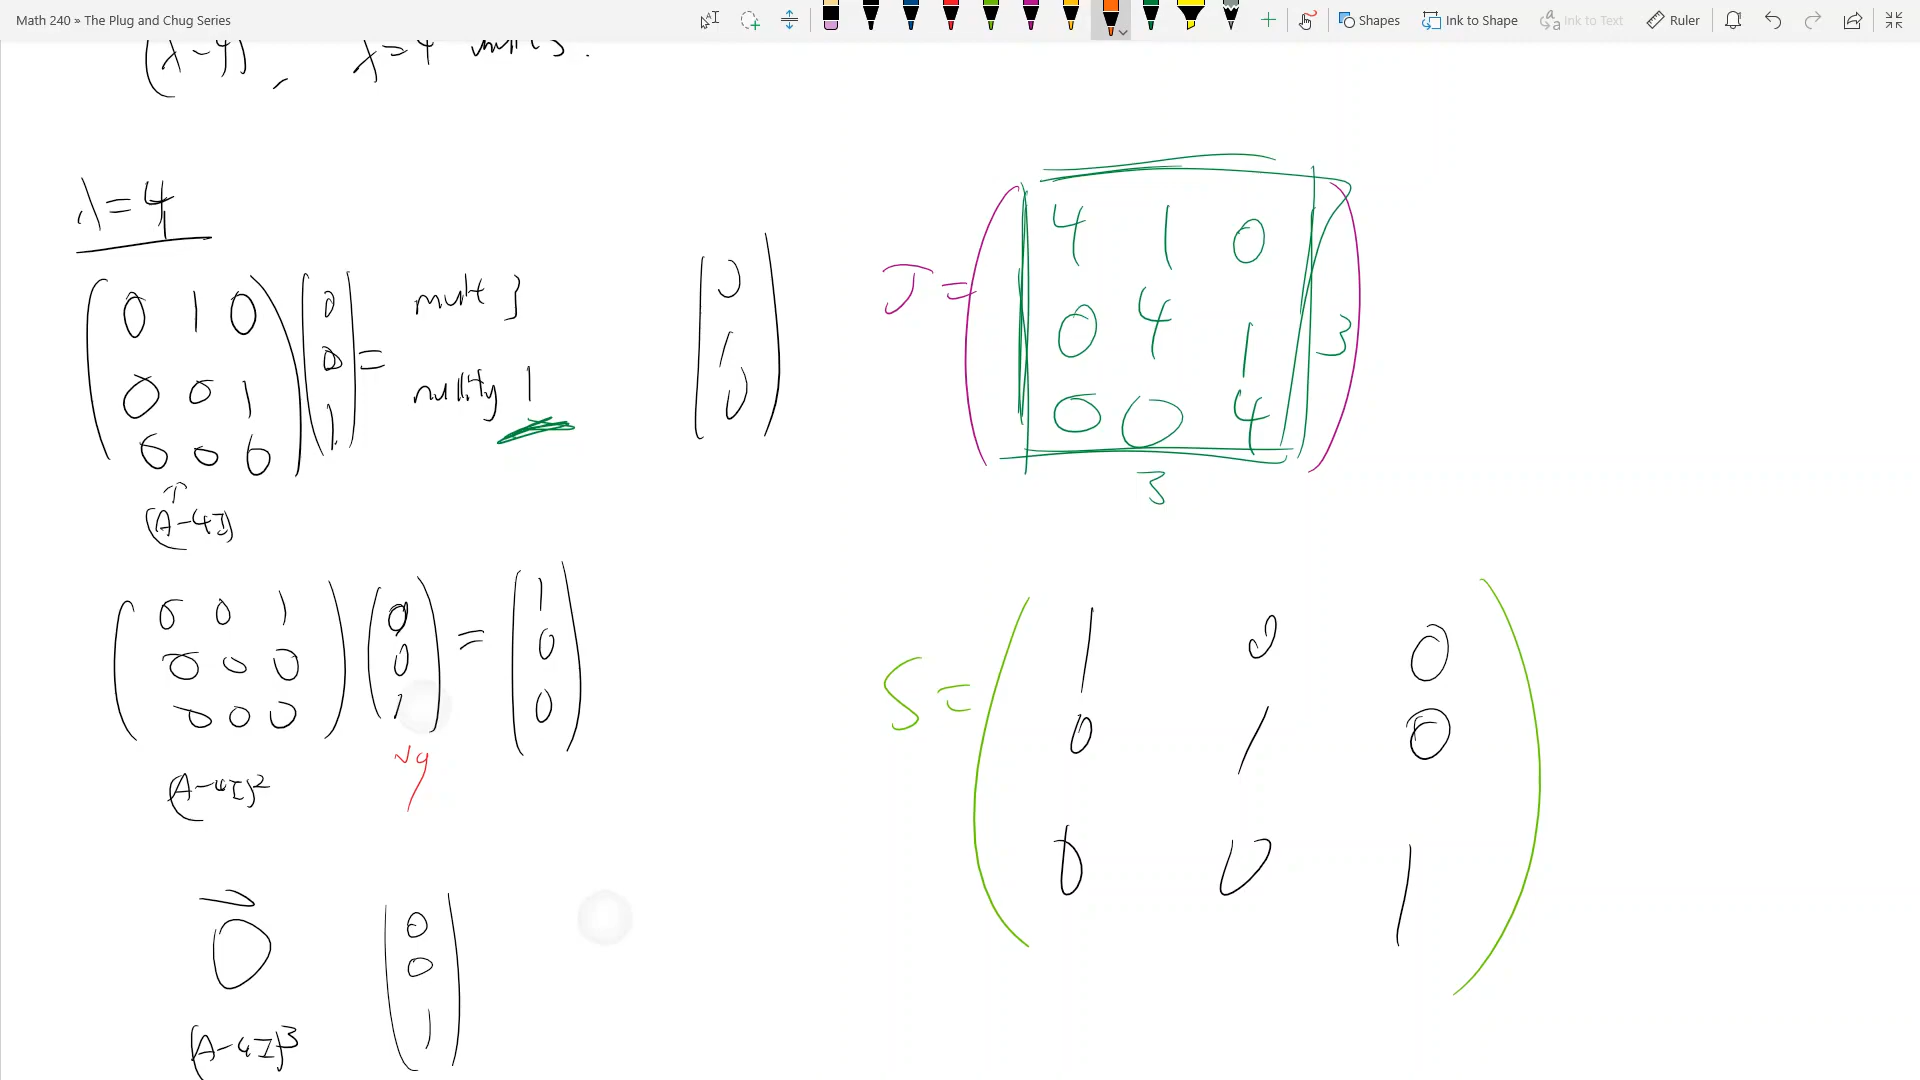 Math 240 » The Plug and Chug Series
Shapes
Ink to Shape
Ink to Text
Ruler
(λ-4),
λ=4
λ=4
0 1 0
0 0 1
0 0 0
0
0
1
=
mult 3
nullity 1
(A-4I)
0
1
0
J =
4 1 0
0 4 1
0 0 4
3
3
0 0 1
0 0 0
0 0 0
0
0
1
=
1
0
0
(A-4I)²
S =
1 0 0
0 1 0
0 0 1
0
(A-4I)³
0
0
1